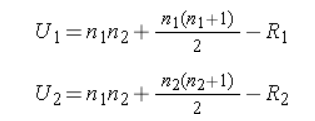 U₁ = n₁n₂ + n₁(n₁+1)/2 − R₁
U₂ = n₁n₂ + n₂(n₂+1)/2 − R₂